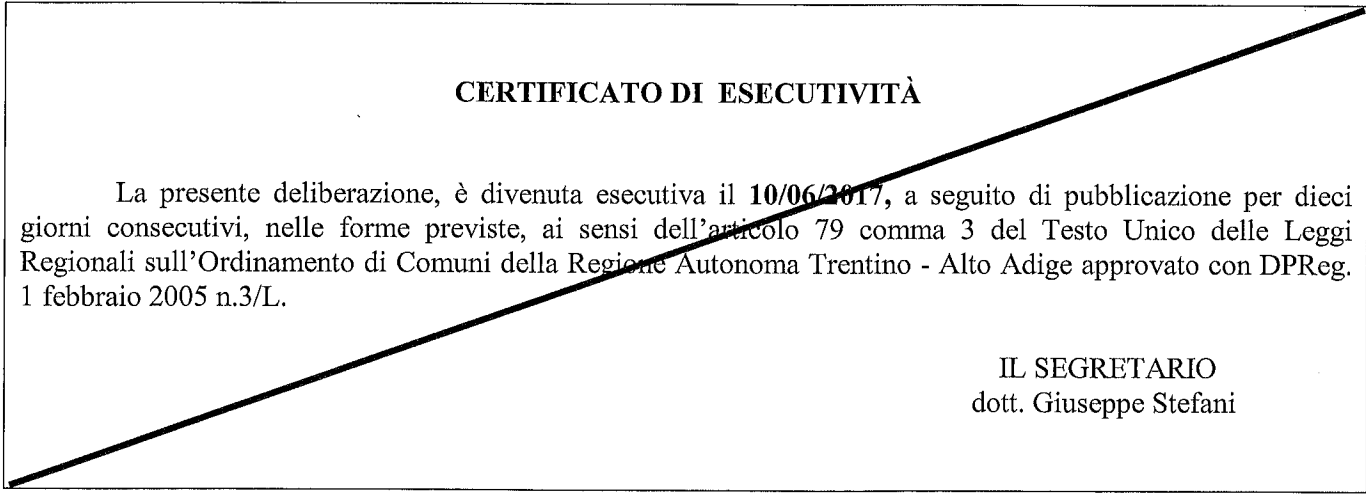 CERTIFICATO DI ESECUTIVITÀ
La presente deliberazione, è divenuta esecutiva il 10/06/2017, a seguito di pubblicazione per dieci
giorni consecutivi, nelle forme previste, ai sensi dell'articolo 79 comma 3 del Testo Unico delle Leggi
Regionali sull'Ordinamento di Comuni della Regione Autonoma Trentino - Alto Adige approvato con DPReg.
1 febbraio 2005 n.3/L.
IL SEGRETARIO
dott. Giuseppe Stefani